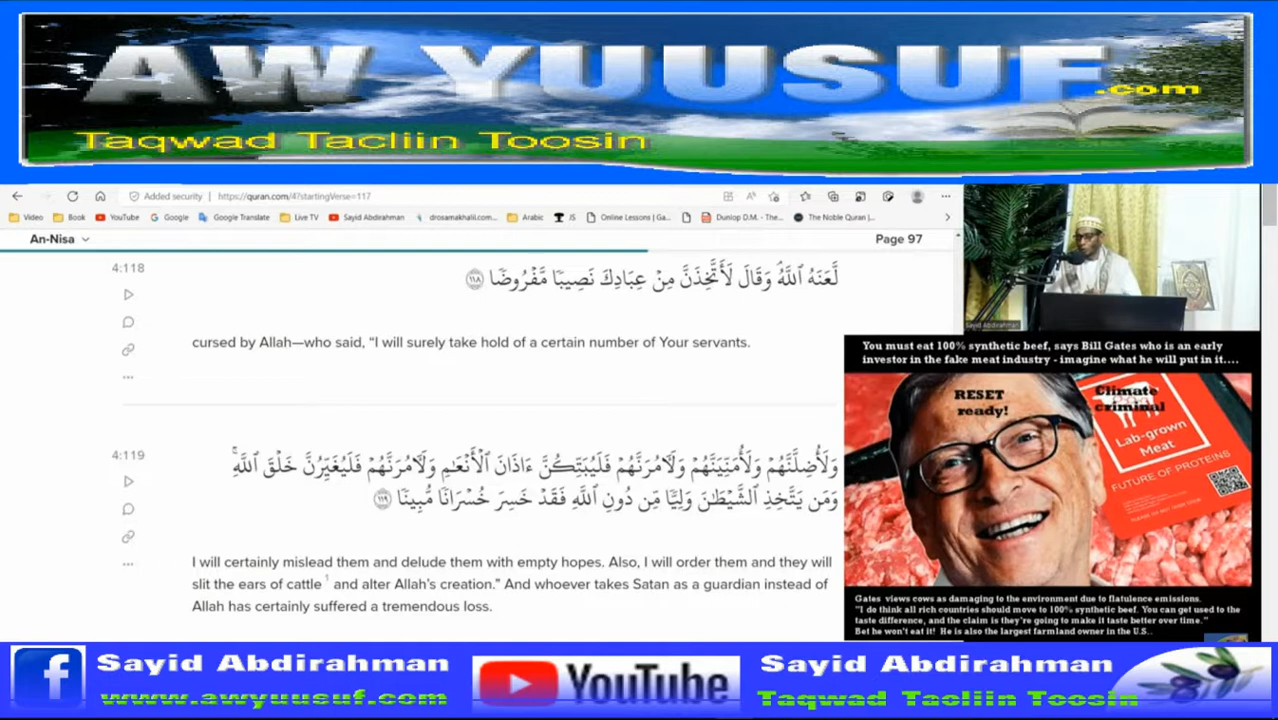 AW YUUSUF
.com
Taqwad Tacliin Toosin
Added security
https://quran.com/4?startingVerse=117
Video
Book
YouTube
Google
Google Translate
Live TV
Sayid Abdirahman
drosamakhalil.com...
Arabic
JS
Online Lessons | Ga...
Dunlop D.M. - The...
The Noble Quran |...
An-Nisa
Page 97
4:118
لَّعَنَهُ ٱللَّهُ ۘ وَقَالَ لَأَتَّخِذَنَّ مِنْ عِبَادِكَ نَصِيبًا مَّفْرُوضًا ١١٨
cursed by Allah—who said, “I will surely take hold of a certain number of Your servants.
4:119
وَلَأُضِلَّنَّهُمْ وَلَأُمَنِّيَنَّهُمْ وَلَـَٔامُرَنَّهُمْ فَلَيُبَتِّكُنَّ ءَاذَانَ ٱلْأَنْعَـٰمِ وَلَـَٔامُرَنَّهُمْ فَلَيُغَيِّرُنَّ خَلْقَ ٱللَّهِ ۚ
وَمَن يَتَّخِذِ ٱلشَّيْطَـٰنَ وَلِيًّا مِّن دُونِ ٱللَّهِ فَقَدْ خَسِرَ خُسْرَانًا مُّبِينًا ١١٩
I will certainly mislead them and delude them with empty hopes. Also, I will order them and they will
slit the ears of cattle 1 and alter Allah’s creation.” And whoever takes Satan as a guardian instead of
Allah has certainly suffered a tremendous loss.
Sayid Abdirahman
You must eat 100% synthetic beef, says Bill Gates who is an early
investor in the fake meat industry - imagine what he will put in it....
RESET
ready!
Climate
criminal
Lab-grown
Meat
FUTURE OF PROTEINS
Gates views cows as damaging to the environment due to flatulence emissions.
"I do think all rich countries should move to 100% synthetic beef. You can get used to the
taste difference, and the claim is they're going to make it taste better over time."
Bet he won't eat it! He is also the largest farmland owner in the U.S..
f
Sayid Abdirahman
www.awyuusuf.com
YouTube
Sayid Abdirahman
Taqwad Taoliin Toosin